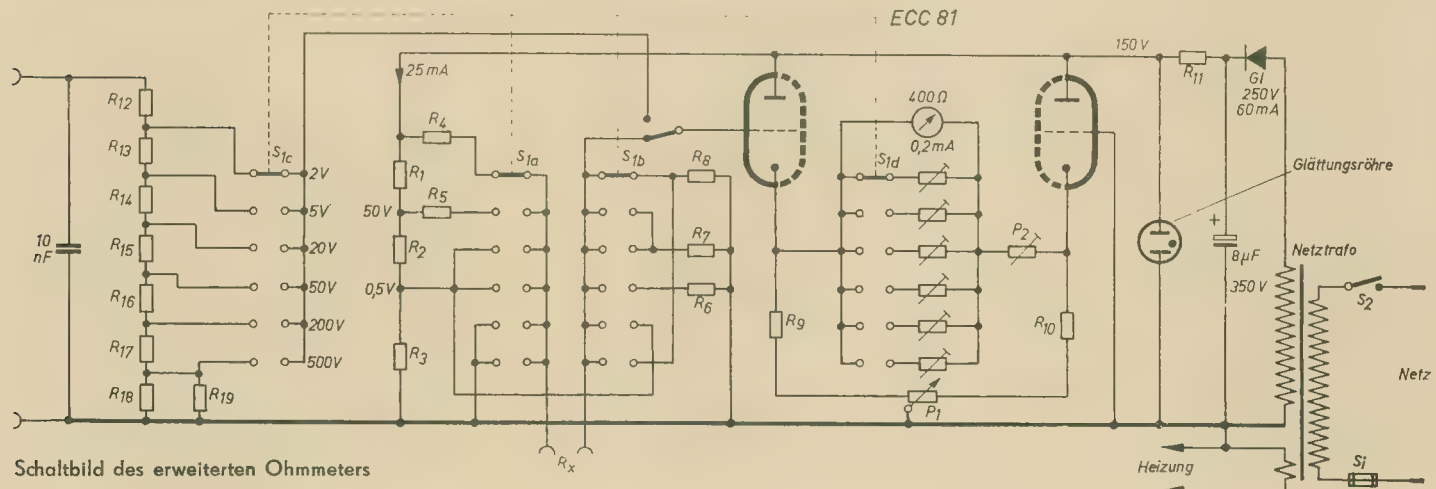 ECC 81
150 V
R11
Gl
250 V
60 mA
25 mA
400 Ω
0,2 mA
R12
R4
S1c
S1a
S1b
R8
S1d
Glättungsröhre
R13
2V
R1
R14
5V
50 V
R5
10
nF
R15
20V
R2
R7
P2
+
8µF
350 V
Netztrafo
S2
R16
50V
0,5V
R6
R17
200V
R9
R10
R3
Netz
R18
R19
500V
P1
Rx
Heizung
Si
Schaltbild des erweiterten Ohmmeters